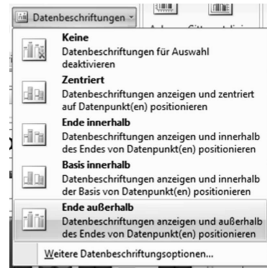 Datenbeschriftungen
Keine
Datenbeschriftungen für Auswahl
deaktivieren
Zentriert
Datenbeschriftungen anzeigen und zentriert
auf Datenpunkt(en) positionieren
Ende innerhalb
Datenbeschriftungen anzeigen und innerhalb
des Endes von Datenpunkt(en) positionieren
Basis innerhalb
Datenbeschriftungen anzeigen und innerhalb
der Basis von Datenpunkt(en) positionieren
Ende außerhalb
Datenbeschriftungen anzeigen und außerhalb
des Endes von Datenpunkt(en) positionieren
Weitere Datenbeschriftungsoptionen...